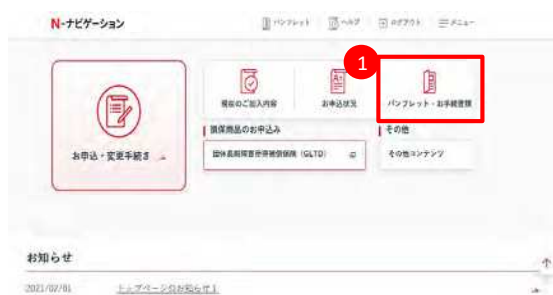 N-ナビゲーション
パンフレット
ヘルプ
ログアウト
メニュー
1
現在のご加入内容
お申込状況
パンフレット・お手続書類
お申込・変更手続き
損保商品のお申込み
その他
団体長期障害所得補償保険（GLTD）
その他コンテンツ
お知らせ
2021/02/01
トップページのお知らせ1